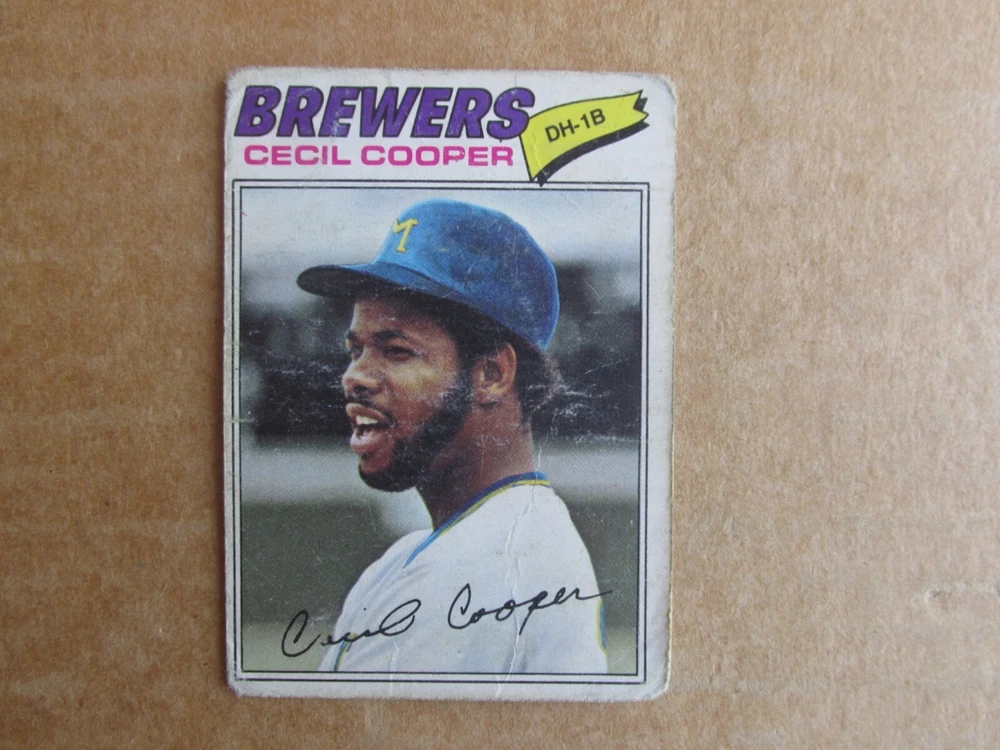 BREWERS
DH-1B
CECIL COOPER
M
Cecil Cooper